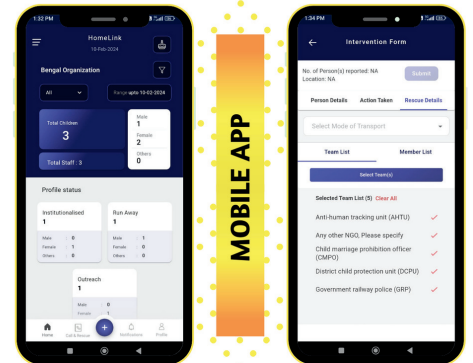 1:32 PM
HomeLink
10-Feb-2024
Bengal Organization
All
Range upto 10-02-2024
Total Children
3
Male
1
Female
2
Others
0
Total Staff : 3
Profile status
Institutionalised
1
Male : 0
Female : 1
Others : 0
Run Away
1
Male : 1
Female : 0
Others : 0
Outreach
1
Male : 0
Female : 1
Home
Notifications
Profile
MOBILE APP
1:34 PM
Intervention Form
No. of Person(s) reported: NA
Location: NA
Submit
Person Details Action Taken Rescue Details
Select Mode of Transport
Team List Member List
Select Team(s)
Selected Team List (5) Clear All
Anti-human tracking unit (AHTU)
Any other NGO, Please specify
Child marriage prohibition officer
(CMPO)
District child protection unit (DCPU)
Government railway police (GRP)